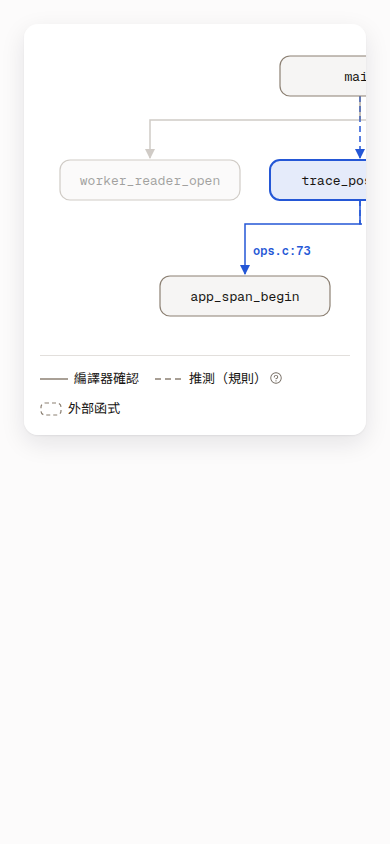 mai
worker_reader_open
trace_pos
ops.c:73
app_span_begin
編譯器確認
推測（規則） ?
外部函式